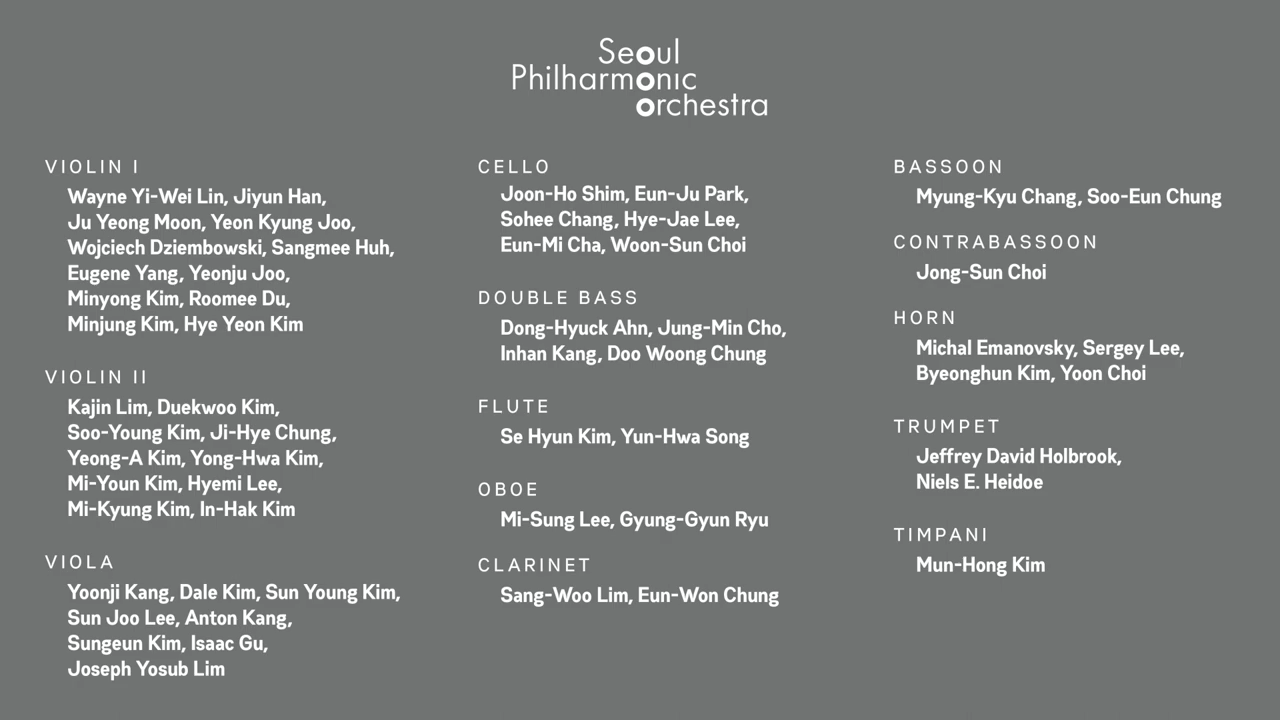 Seoul
Philharmonic
orchestra
VIOLIN I
Wayne Yi-Wei Lin, Jiyun Han,
Ju Yeong Moon, Yeon Kyung Joo,
Wojciech Dziembowski, Sangmee Huh,
Eugene Yang, Yeonju Joo,
Minyong Kim, Roomee Du,
Minjung Kim, Hye Yeon Kim
VIOLIN II
Kajin Lim, Duekwoo Kim,
Soo-Young Kim, Ji-Hye Chung,
Yeong-A Kim, Yong-Hwa Kim,
Mi-Youn Kim, Hyemi Lee,
Mi-Kyung Kim, In-Hak Kim
VIOLA
Yoonji Kang, Dale Kim, Sun Young Kim,
Sun Joo Lee, Anton Kang,
Sungeun Kim, Isaac Gu,
Joseph Yosub Lim
CELLO
Joon-Ho Shim, Eun-Ju Park,
Sohee Chang, Hye-Jae Lee,
Eun-Mi Cha, Woon-Sun Choi
DOUBLE BASS
Dong-Hyuck Ahn, Jung-Min Cho,
Inhan Kang, Doo Woong Chung
FLUTE
Se Hyun Kim, Yun-Hwa Song
OBOE
Mi-Sung Lee, Gyung-Gyun Ryu
CLARINET
Sang-Woo Lim, Eun-Won Chung
BASSOON
Myung-Kyu Chang, Soo-Eun Chung
CONTRABASSOON
Jong-Sun Choi
HORN
Michal Emanovsky, Sergey Lee,
Byeonghun Kim, Yoon Choi
TRUMPET
Jeffrey David Holbrook,
Niels E. Heidoe
TIMPANI
Mun-Hong Kim